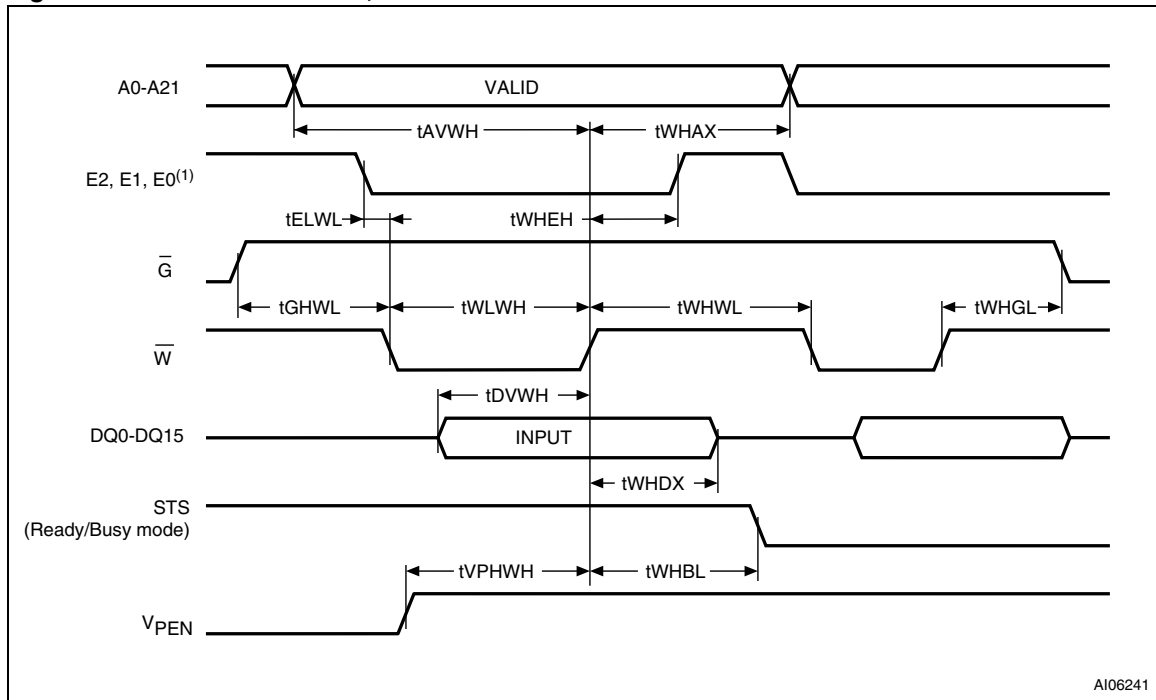 A0-A21
VALID
tAVWH
tWHAX
E2, E1, E0(1)
tELWL
tWHEH
G
tGHWL
tWLWH
tWHWL
tWHGL
W
tDVWH
DQ0-DQ15
INPUT
tWHDX
STS
(Ready/Busy mode)
tVPHWH
tWHBL
VPEN
AI06241